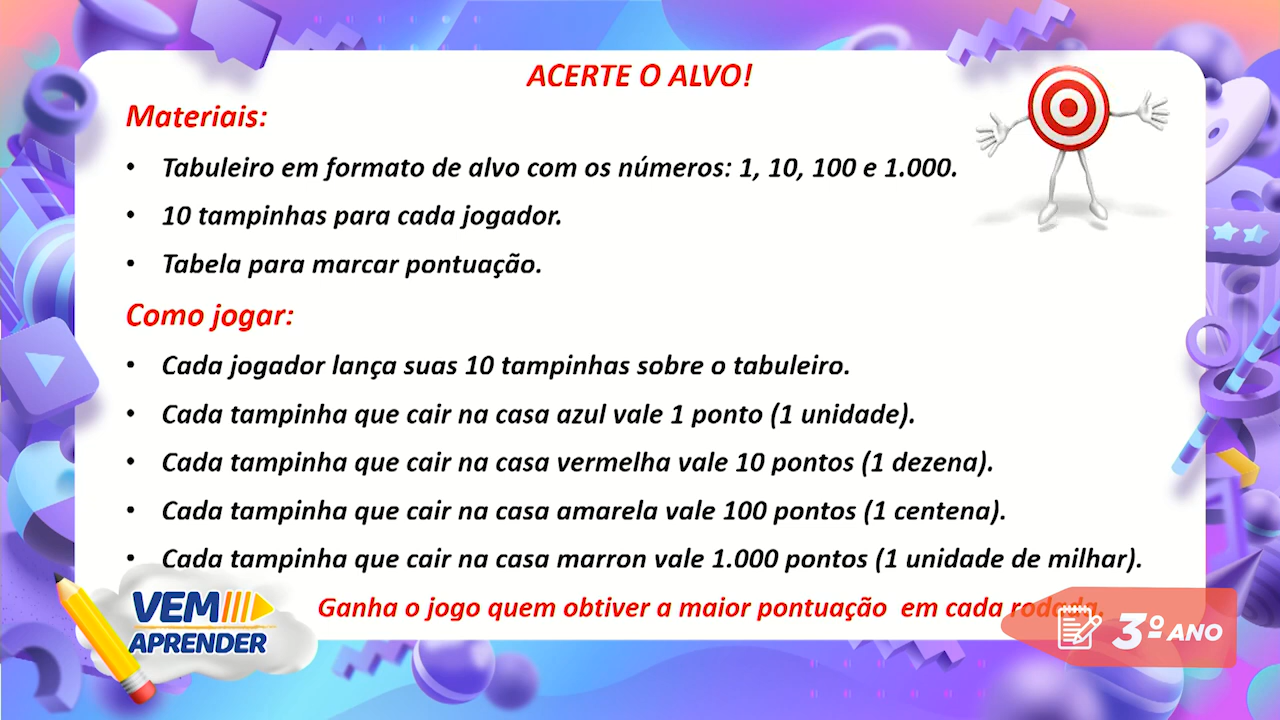 ACERTE O ALVO!
Materiais:
• Tabuleiro em formato de alvo com os números: 1, 10, 100 e 1.000.
• 10 tampinhas para cada jogador.
• Tabela para marcar pontuação.
Como jogar:
• Cada jogador lança suas 10 tampinhas sobre o tabuleiro.
• Cada tampinha que cair na casa azul vale 1 ponto (1 unidade).
• Cada tampinha que cair na casa vermelha vale 10 pontos (1 dezena).
• Cada tampinha que cair na casa amarela vale 100 pontos (1 centena).
• Cada tampinha que cair na casa marron vale 1.000 pontos (1 unidade de milhar).
Ganha o jogo quem obtiver a maior pontuação em cada rodada.
VEM
APRENDER
3º ANO